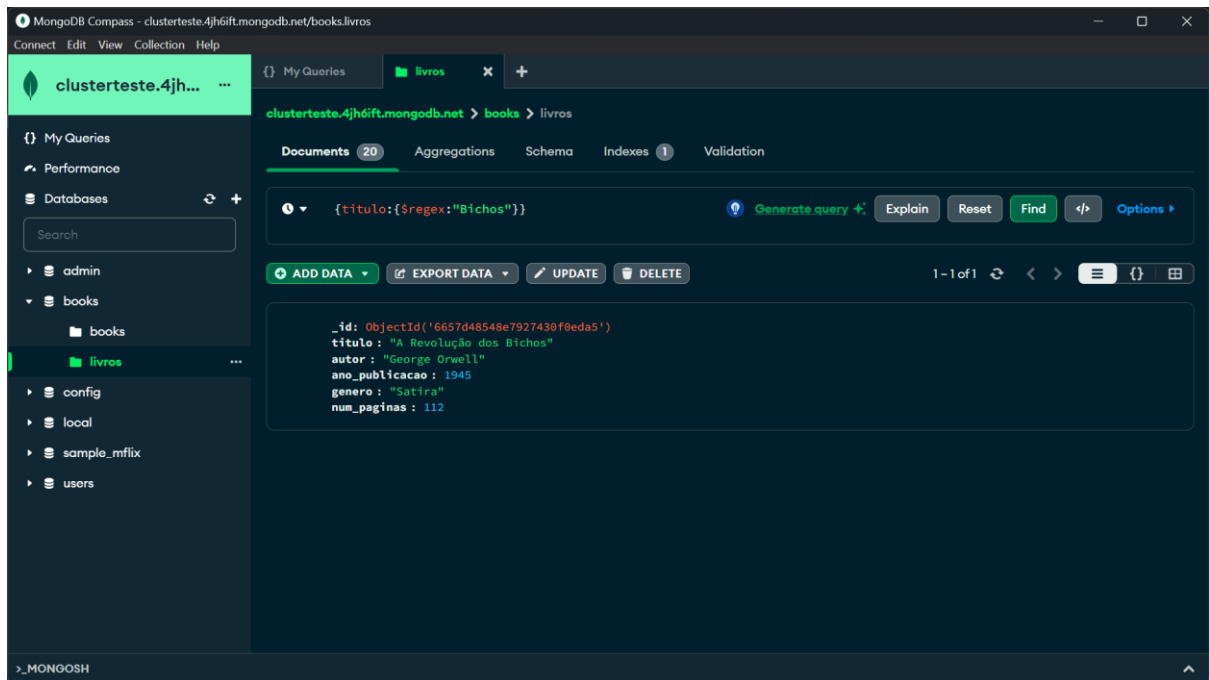 MongoDB Compass - clusterteste.4jh6ift.mongodb.net/books.livros
Connect Edit View Collection Help
clusterteste.4jh... ...
{} My Queries
livros
clusterteste.4jh6ift.mongodb.net > books > livros
{} My Queries
Performance
Databases
Search
admin
books
books
livros ...
config
local
sample_mflix
users
Documents 20 Aggregations Schema Indexes 1 Validation
{titulo:{$regex:"Bichos"}}
Generate query Explain Reset Find </> Options
ADD DATA EXPORT DATA UPDATE DELETE
1-1 of 1 {}
_id: ObjectId('6657d48548e7927430f0eda5')
titulo : "A Revolução dos Bichos"
autor : "George Orwell"
ano_publicacao : 1945
genero : "Satira"
num_paginas : 112
>_MONGOSH